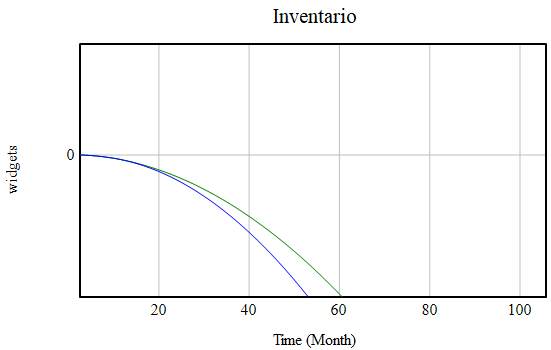 Inventario
widgets
0
20 40 60 80 100
Time (Month)